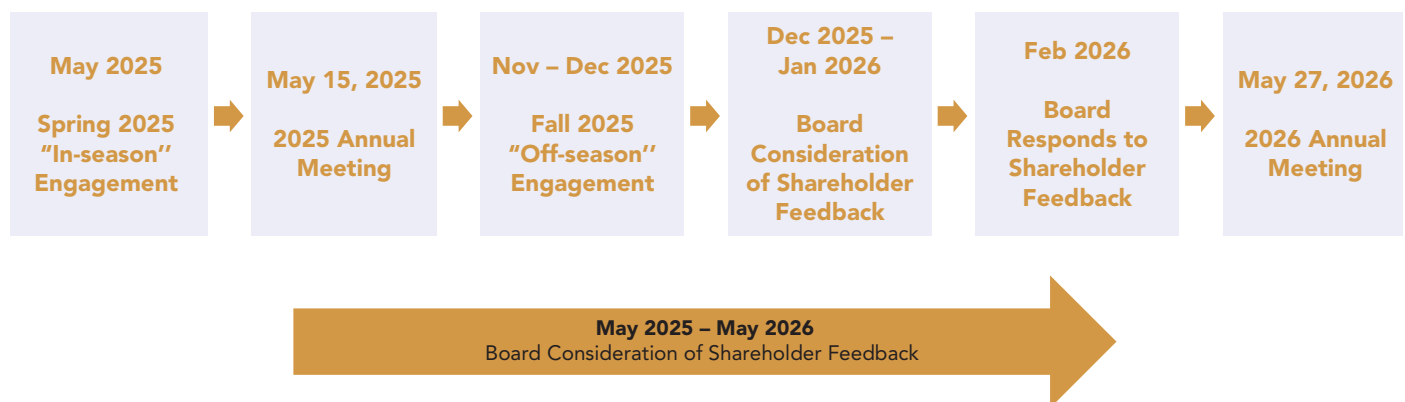 May 2025
Spring 2025
“In-season’’
Engagement
May 15, 2025
2025 Annual
Meeting
Nov – Dec 2025
Fall 2025
“Off-season’’
Engagement
Dec 2025 –
Jan 2026
Board
Consideration
of Shareholder
Feedback
Feb 2026
Board
Responds to
Shareholder
Feedback
May 27, 2026
2026 Annual
Meeting
May 2025 – May 2026
Board Consideration of Shareholder Feedback